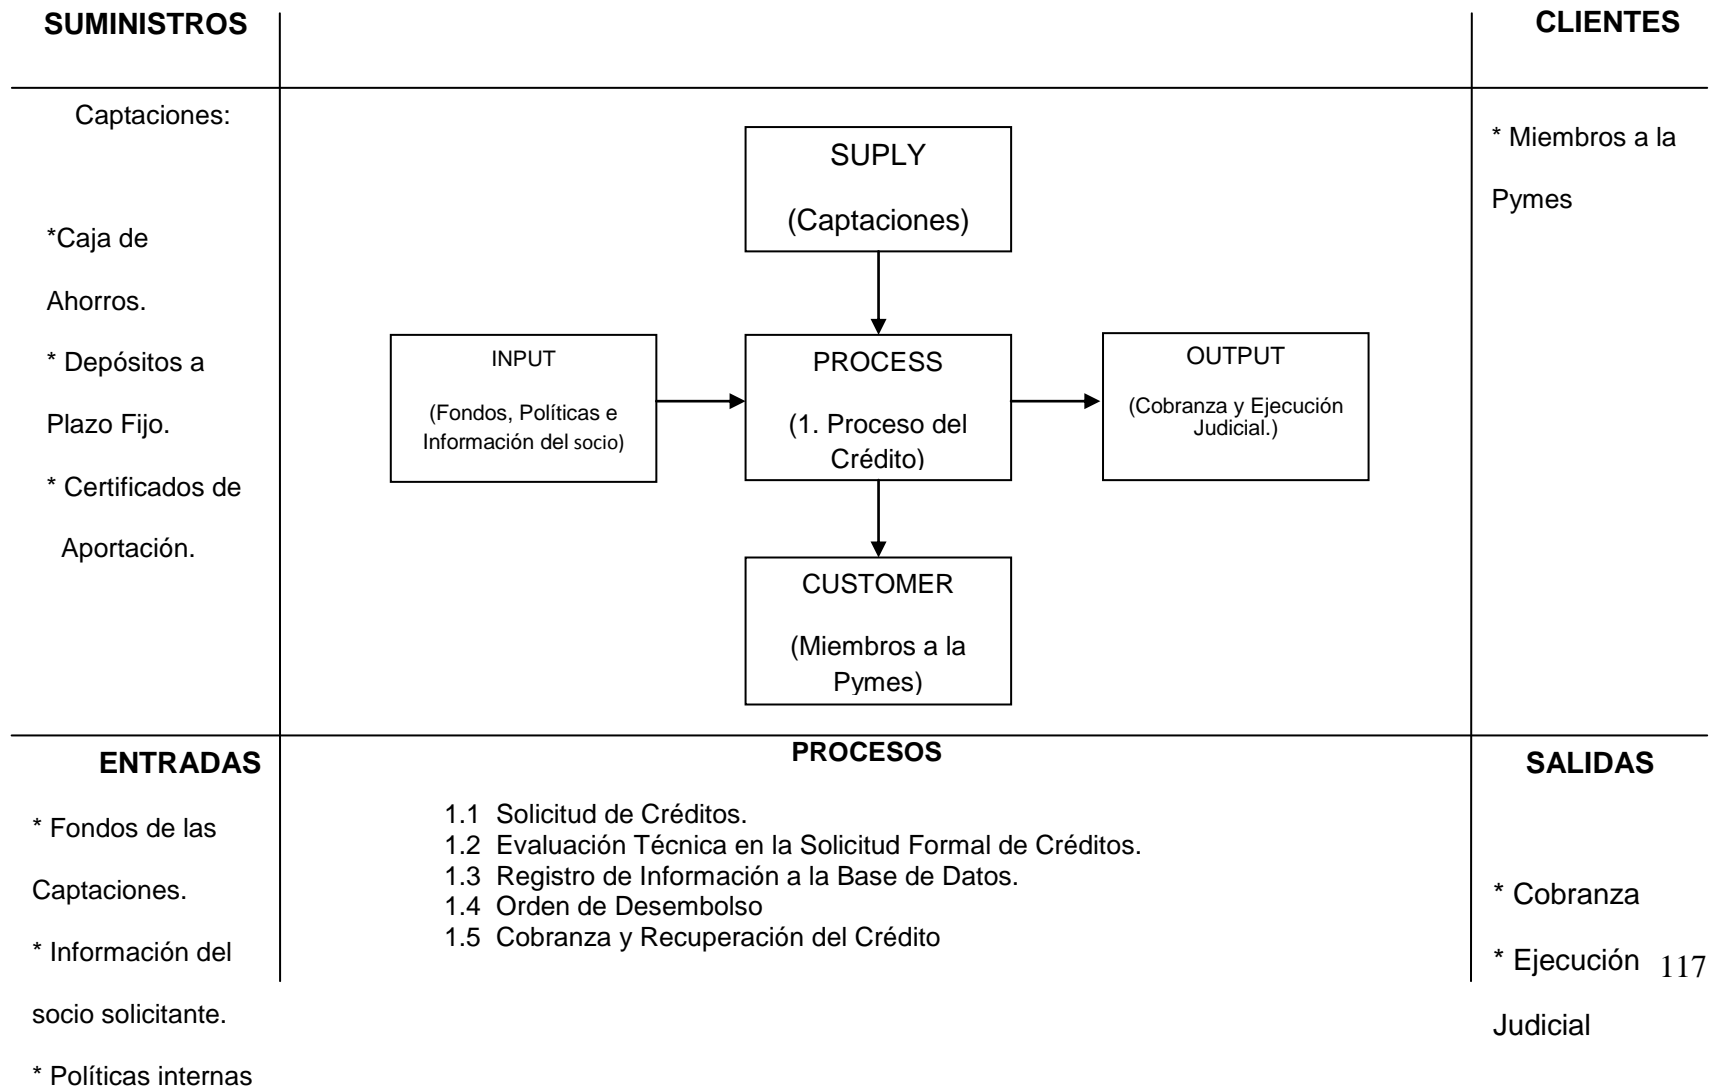 SUMINISTROS
CLIENTES
Captaciones:
*Caja de
Ahorros.
* Depósitos a
Plazo Fijo.
* Certificados de
Aportación.
SUPLY
(Captaciones)
INPUT
(Fondos, Políticas e
Información del socio)
PROCESS
(1. Proceso del
Crédito)
OUTPUT
(Cobranza y Ejecución
Judicial.)
CUSTOMER
(Miembros a la
Pymes)
* Miembros a la
Pymes
ENTRADAS
* Fondos de las
Captaciones.
* Información del
socio solicitante.
* Políticas internas
PROCESOS
1.1 Solicitud de Créditos.
1.2 Evaluación Técnica en la Solicitud Formal de Créditos.
1.3 Registro de Información a la Base de Datos.
1.4 Orden de Desembolso
1.5 Cobranza y Recuperación del Crédito
SALIDAS
* Cobranza
* Ejecución
Judicial
117